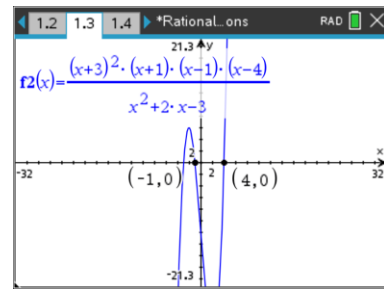 1.2 1.3 1.4 *Rational...ons RAD
21.3 y
f2(x)=(x+3)²·(x+1)·(x-1)·(x-4)
x²+2·x-3
2 x
-32 (-1,0) 2 (4,0) 32
-21.3